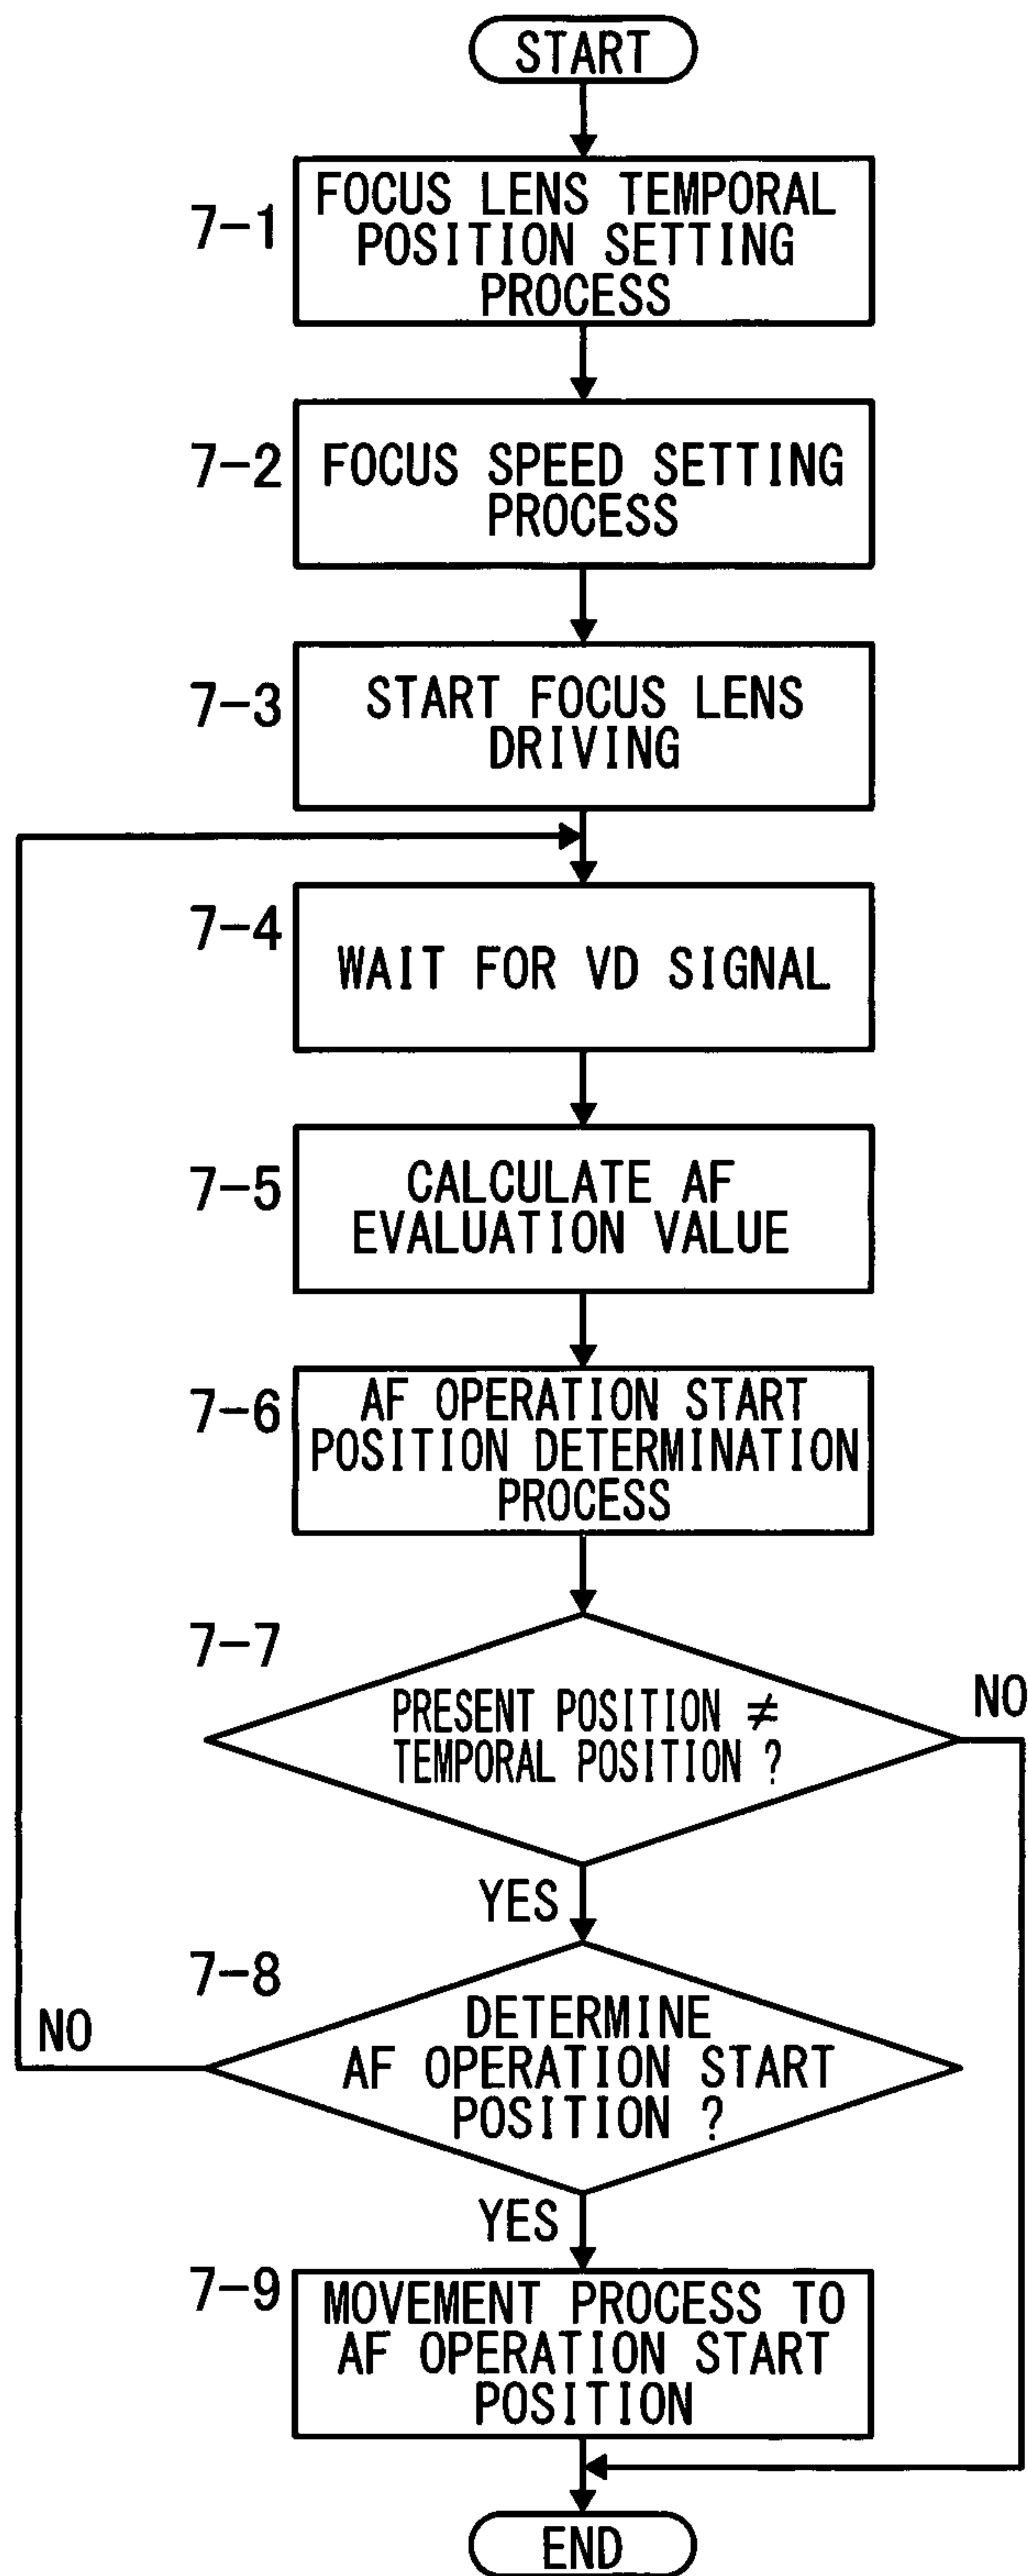 START
7-1
FOCUS LENS TEMPORAL
POSITION SETTING
PROCESS
7-2
FOCUS SPEED SETTING
PROCESS
7-3
START FOCUS LENS
DRIVING
7-4
WAIT FOR VD SIGNAL
7-5
CALCULATE AF
EVALUATION VALUE
7-6
AF OPERATION START
POSITION DETERMINATION
PROCESS
7-7
PRESENT POSITION ≠
TEMPORAL POSITION ?
NO
YES
7-8
DETERMINE
AF OPERATION START
POSITION ?
NO
YES
7-9
MOVEMENT PROCESS TO
AF OPERATION START
POSITION
END